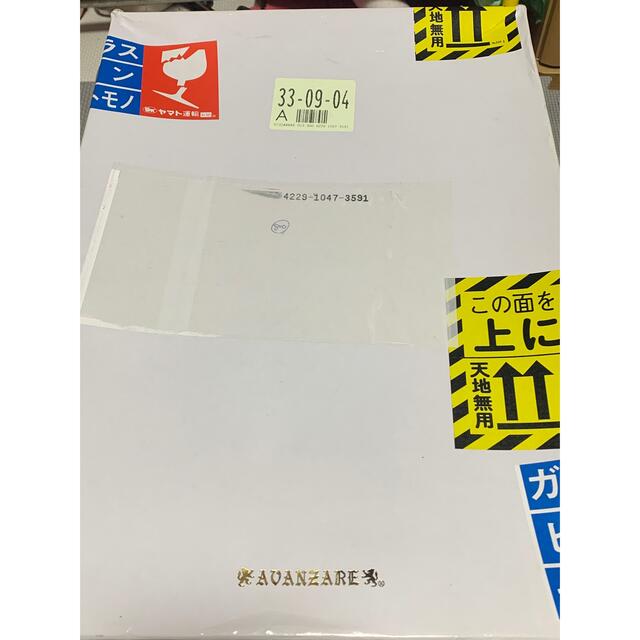 天地無用
ラス
ン
トモノ
ヤマト運輸
33-09-04
A
4229-1047-3591
この面を
上に
天地無用
ガ
ビ
AVANZARE